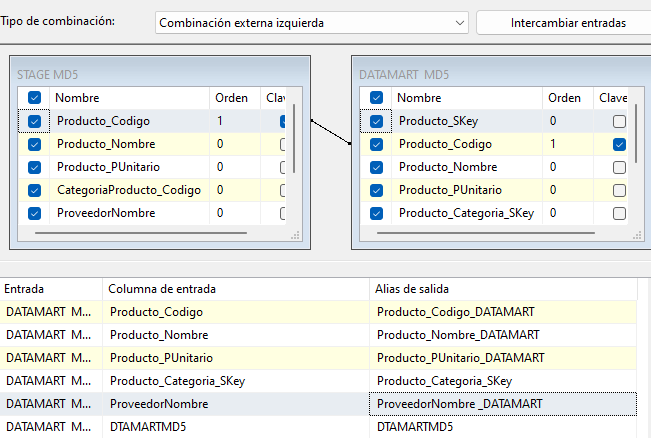 Tipo de combinación: Combinación externa izquierda Intercambiar entradas
STAGE MD5
Nombre Orden Clav
Producto_Codigo 1
Producto_Nombre 0
Producto_PUnitario 0
CategoriaProducto_Codigo 0
ProveedorNombre 0
DATAMART MD5
Nombre Orden Clave
Producto_SKey 0
Producto_Codigo 1
Producto_Nombre 0
Producto_PUnitario 0
Producto_Categoria_SKey 0
Entrada Columna de entrada Alias de salida
DATAMART M... Producto_Codigo Producto_Codigo_DATAMART
DATAMART M... Producto_Nombre Producto_Nombre_DATAMART
DATAMART M... Producto_PUnitario Producto_PUnitario_DATAMART
DATAMART M... Producto_Categoria_SKey Producto_Categoria_SKey
DATAMART M... ProveedorNombre ProveedorNombre _DATAMART
DATAMART M... DTAMARTMD5 DTAMARTMD5